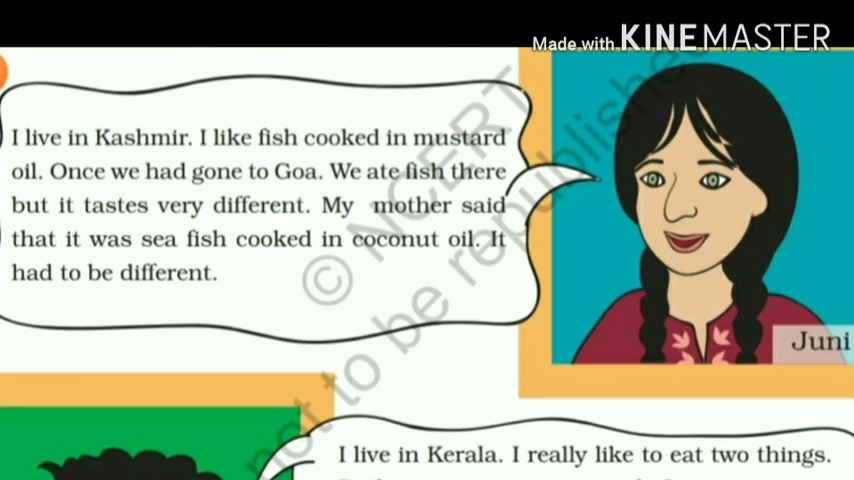 Made with KINEMASTER
I live in Kashmir. I like fish cooked in mustard
oil. Once we had gone to Goa. We ate fish there
but it tastes very different. My mother said
that it was sea fish cooked in coconut oil. It
had to be different.
© NCERT
not to be republished
Juni
I live in Kerala. I really like to eat two things.